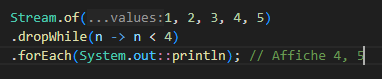 Stream.of(...values:1, 2, 3, 4, 5)
.dropWhile(n -> n < 4)
.forEach(System.out::println); // Affiche 4, 5